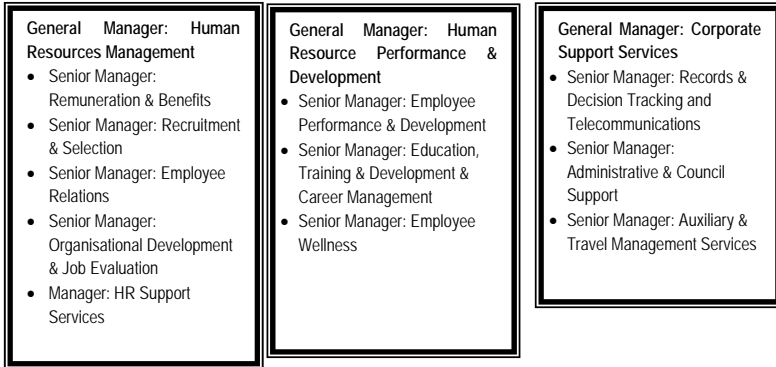 General Manager: Human
Resources Management
• Senior Manager:
Remuneration & Benefits
• Senior Manager: Recruitment
& Selection
• Senior Manager: Employee
Relations
• Senior Manager:
Organisational Development
& Job Evaluation
• Manager: HR Support
Services
General Manager: Human
Resource Performance &
Development
• Senior Manager: Employee
Performance & Development
• Senior Manager: Education,
Training & Development &
Career Management
• Senior Manager: Employee
Wellness
General Manager: Corporate
Support Services
• Senior Manager: Records &
Decision Tracking and
Telecommunications
• Senior Manager:
Administrative & Council
Support
• Senior Manager: Auxiliary &
Travel Management Services